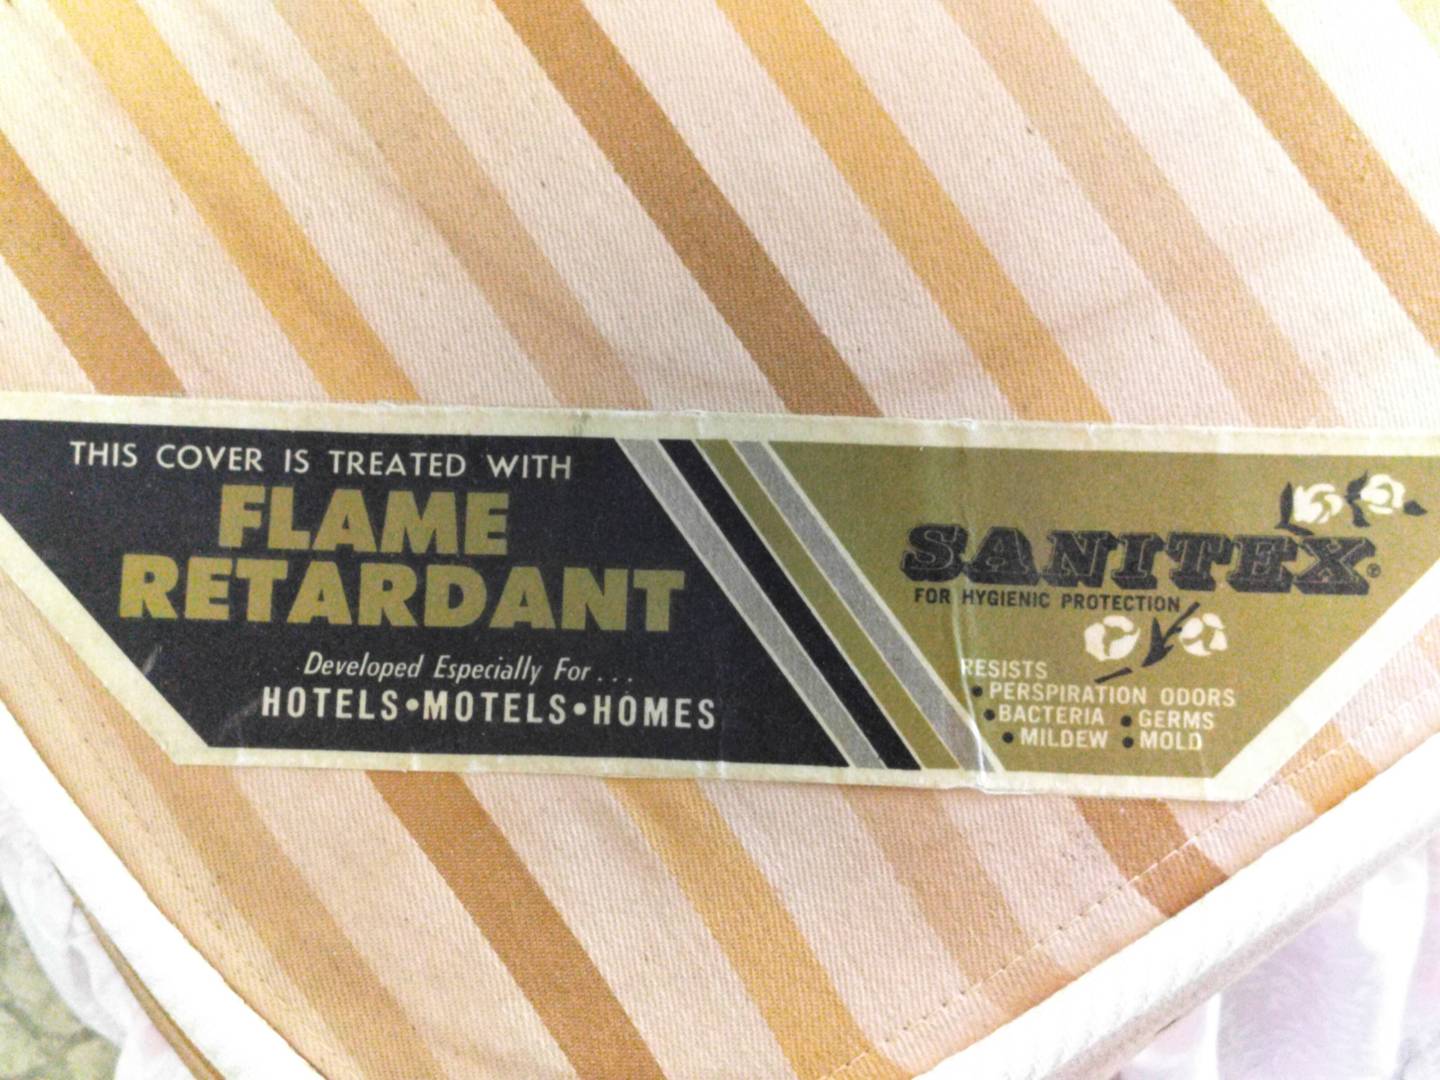 THIS COVER IS TREATED WITH
FLAME
RETARDANT
Developed Especially For...
HOTELS•MOTELS•HOMES
SANITEX®
FOR HYGIENIC PROTECTION
RESISTS
• PERSPIRATION ODORS
• BACTERIA • GERMS
• MILDEW • MOLD